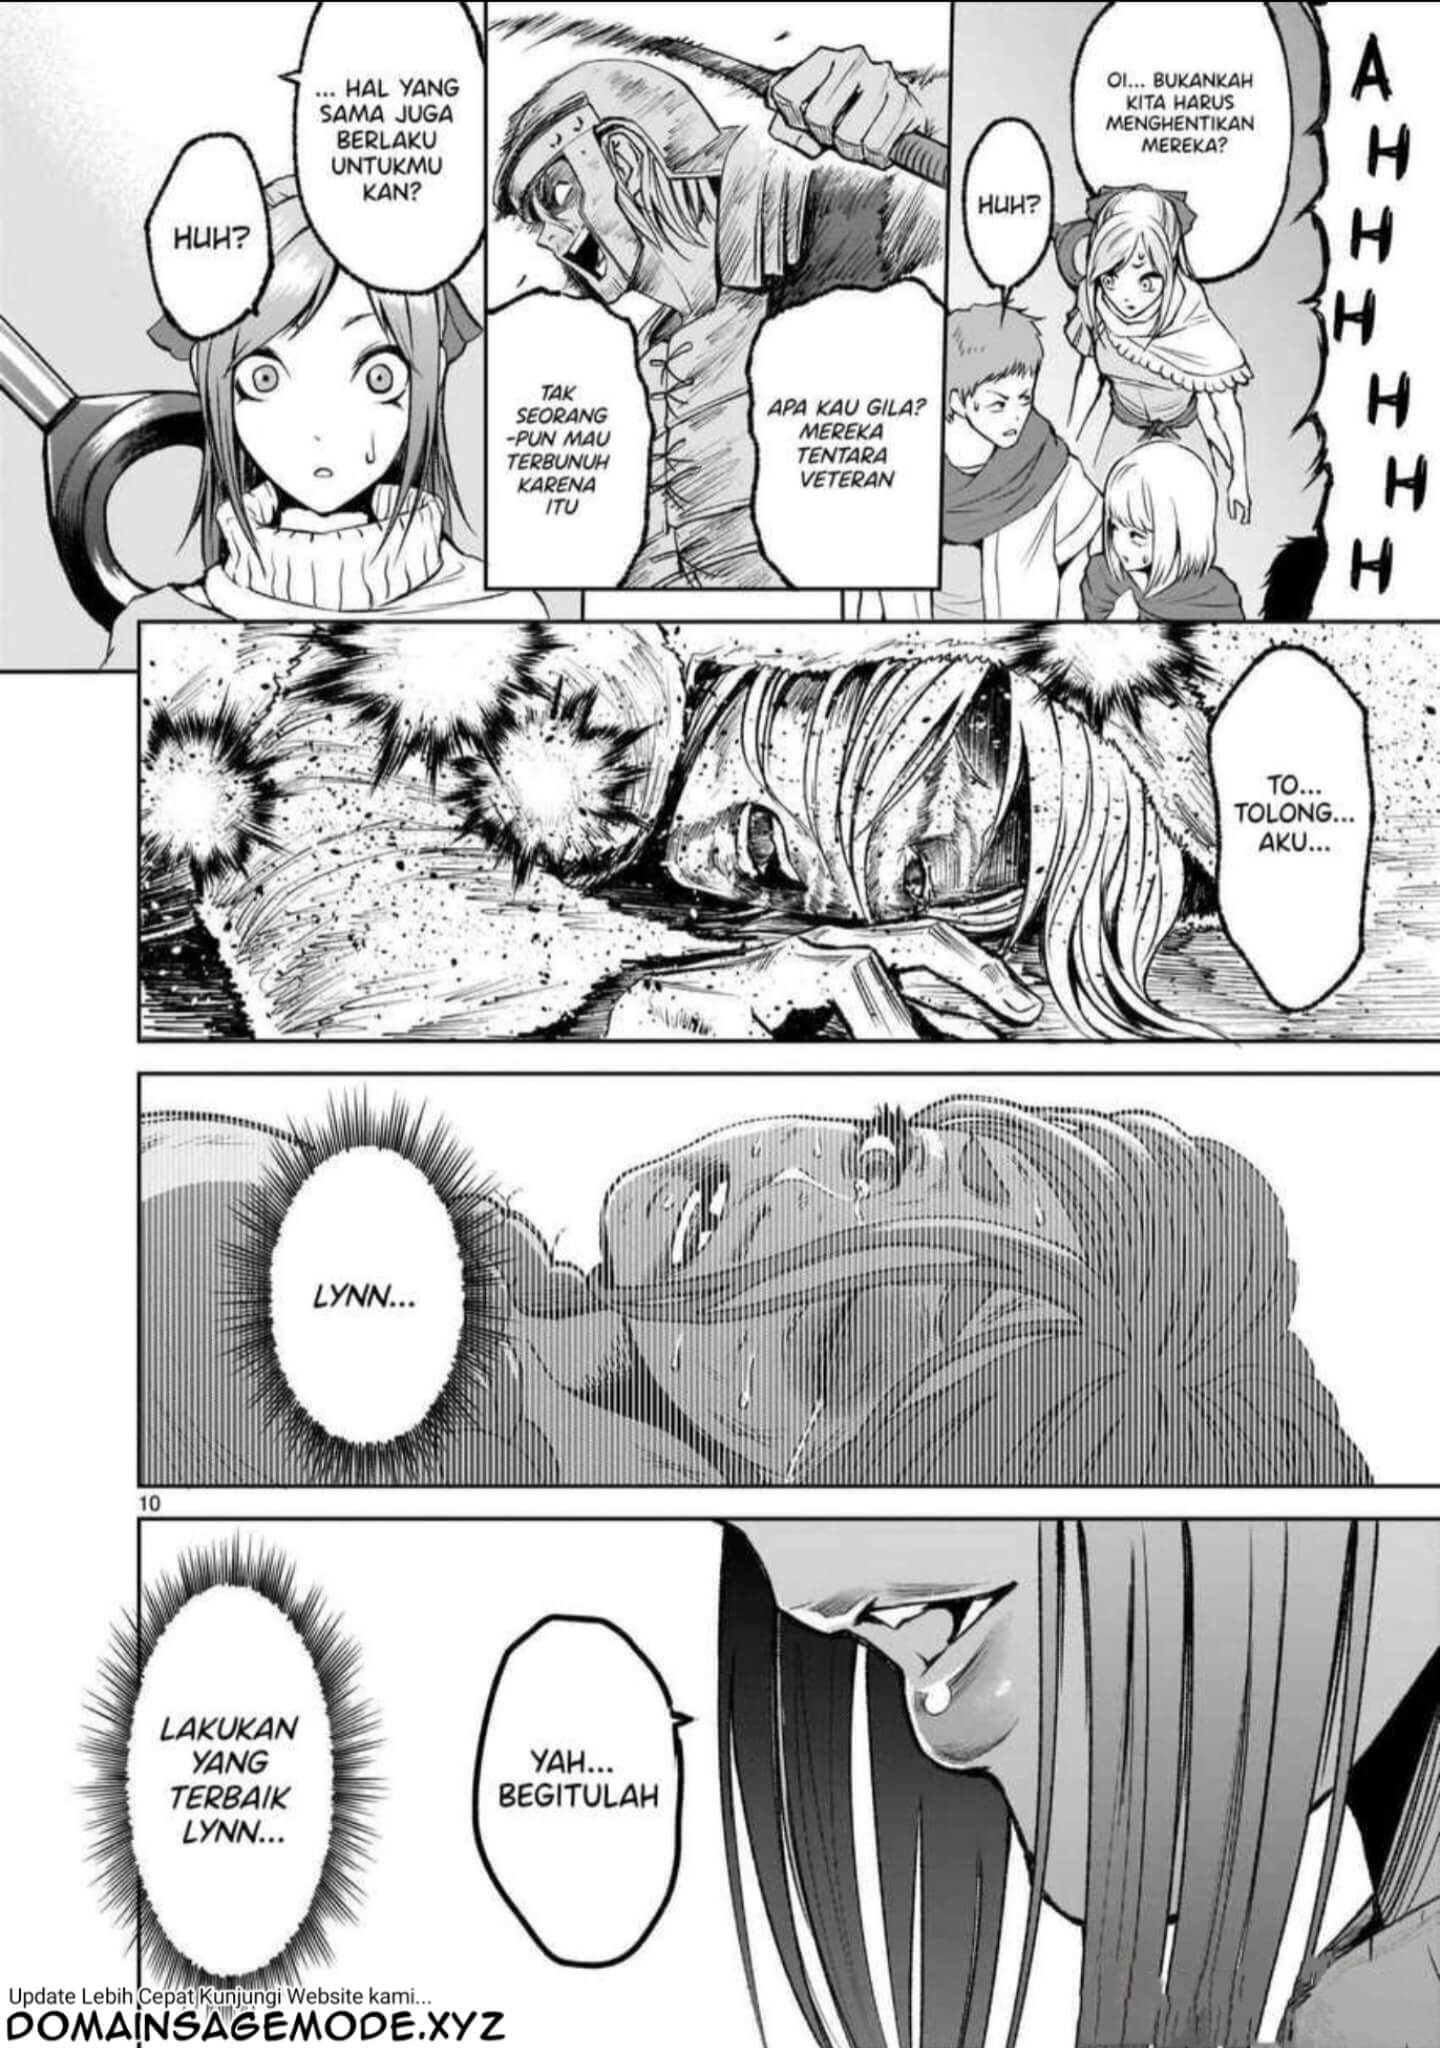 A
H
H
H
H
H
H
OI... BUKANKAH
KITA HARUS
MENGHENTIKAN
MEREKA?
HUH?
APA KAU GILA?
MEREKA
TENTARA
VETERAN
TAK
SEORANG
-PUN MAU
TERBUNUH
KARENA
ITU
... HAL YANG
SAMA JUGA
BERLAKU
UNTUKMU
KAN?
HUH?
TO...
TOLONG...
AKU...
LYNN...
10
YAH...
BEGITULAH
LAKUKAN
YANG
TERBAIK
LYNN...
Update Lebih Cepat Kunjungi Website kami...
DOMAINSAGEMODE.XYZ